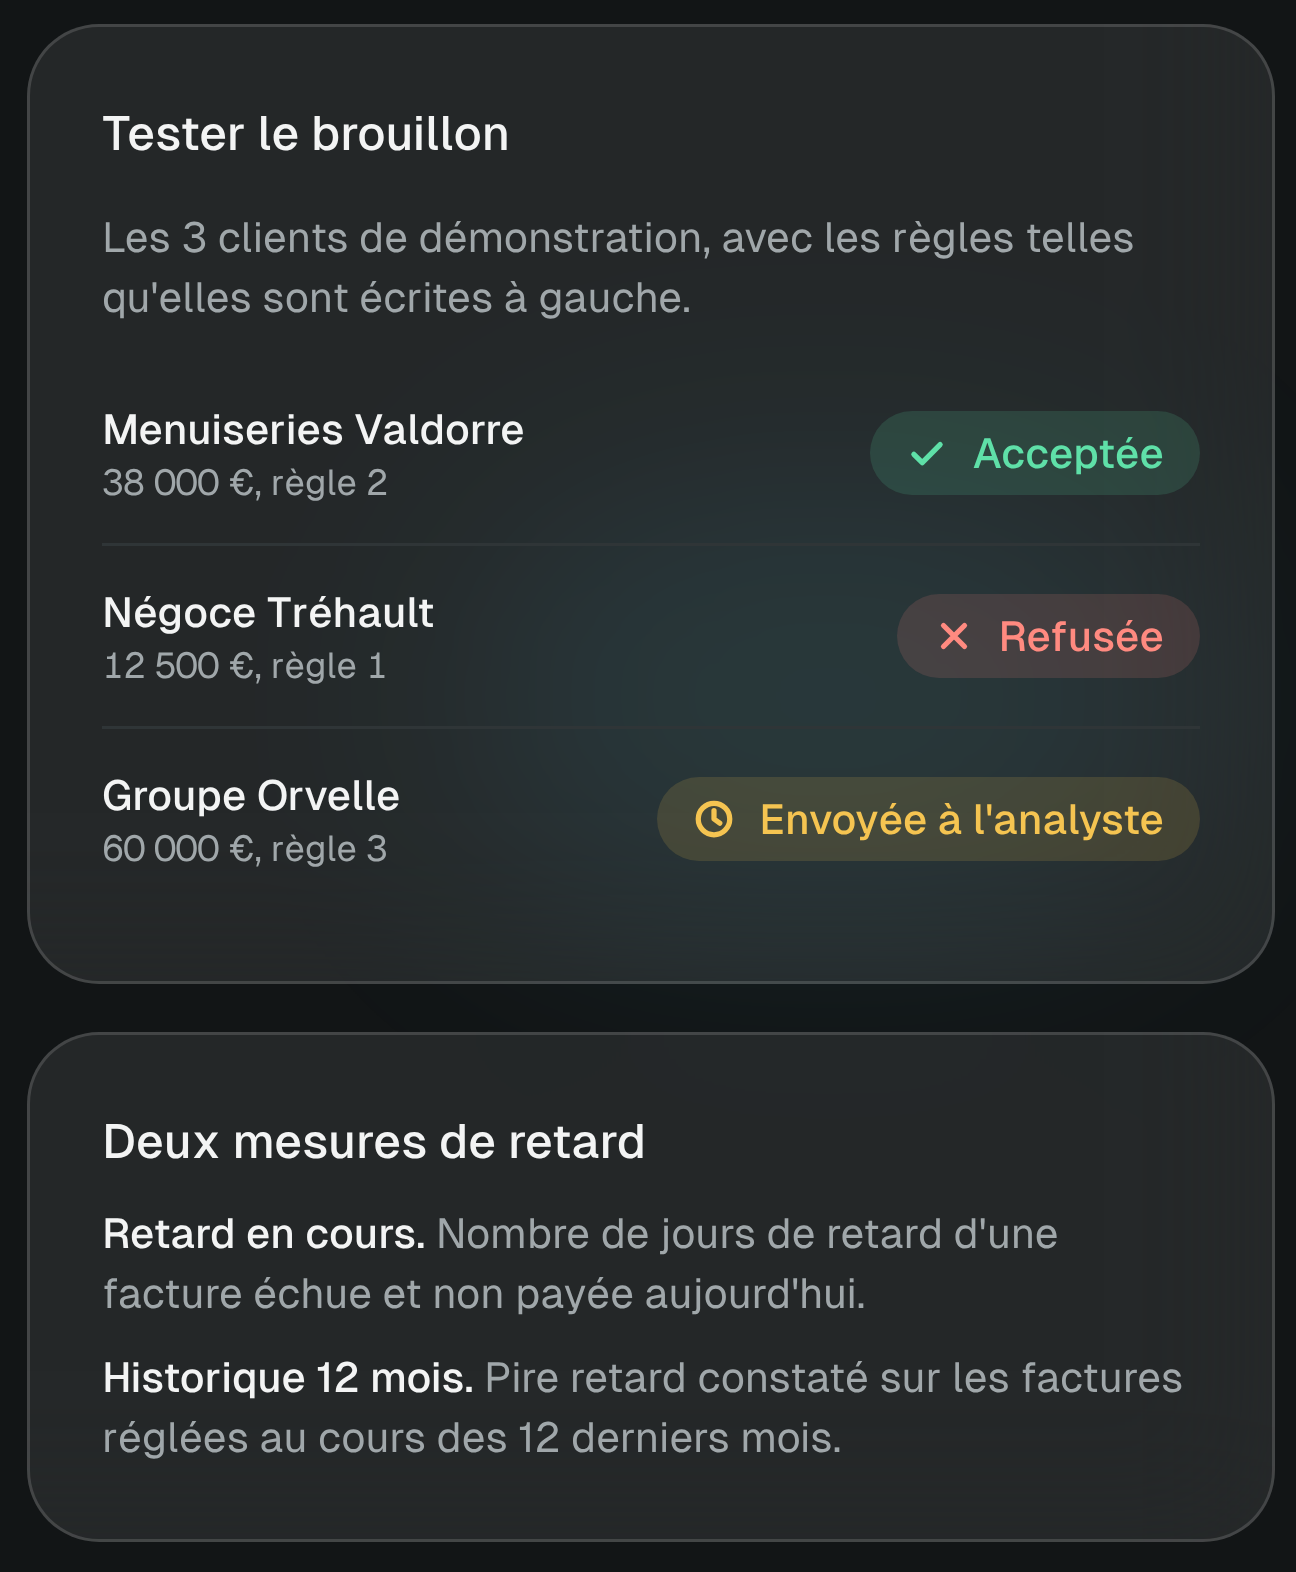 Tester le brouillon
Les 3 clients de démonstration, avec les règles telles
qu'elles sont écrites à gauche.
Menuiseries Valdorre
38 000 €, règle 2
Acceptée
Négoce Tréhault
12 500 €, règle 1
Refusée
Groupe Orvelle
60 000 €, règle 3
Envoyée à l'analyste
Deux mesures de retard
Retard en cours. Nombre de jours de retard d'une
facture échue et non payée aujourd'hui.
Historique 12 mois. Pire retard constaté sur les factures
réglées au cours des 12 derniers mois.